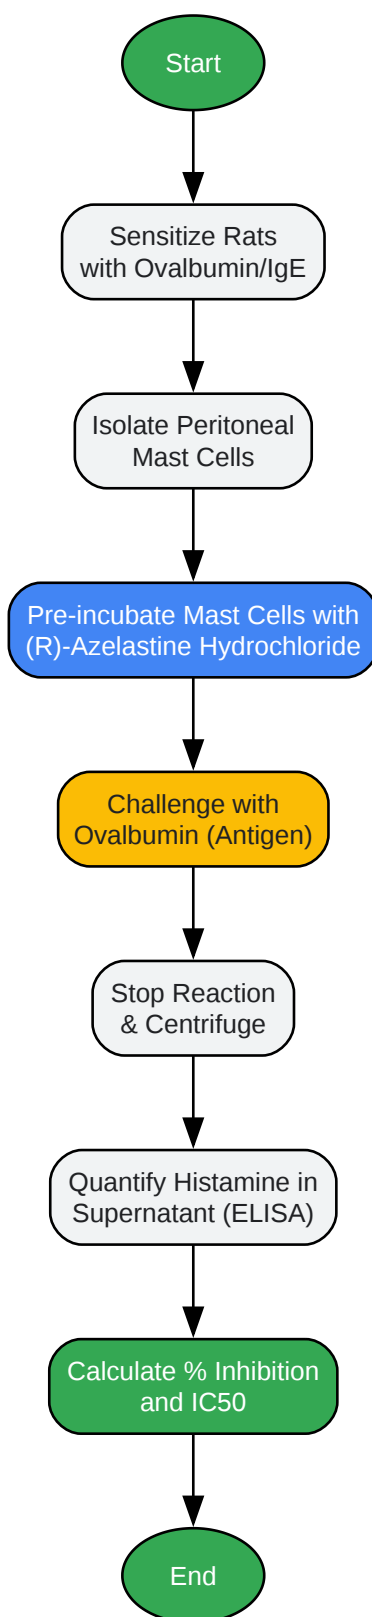 Start
Sensitize Rats
with Ovalbumin/IgE
Isolate Peritoneal
Mast Cells
Pre-incubate Mast Cells with
(R)-Azelastine Hydrochloride
Challenge with
Ovalbumin (Antigen)
Stop Reaction
& Centrifuge
Quantify Histamine in
Supernatant (ELISA)
Calculate % Inhibition
and IC50
End